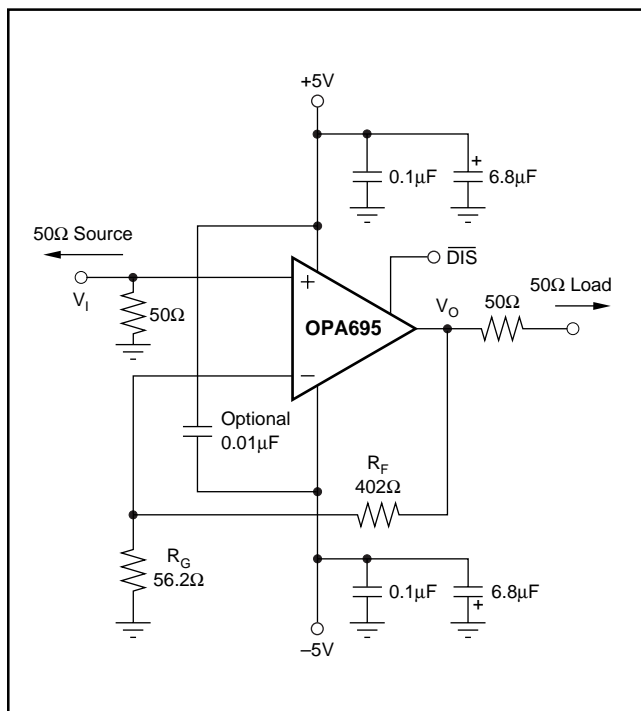 +5V
+
0.1µF
6.8µF
50Ω Source
DIS
50Ω Load
V_I
50Ω
+
OPA695
V_O
50Ω
−
Optional
0.01µF
R_F
402Ω
R_G
56.2Ω
0.1µF
6.8µF
+
–5V